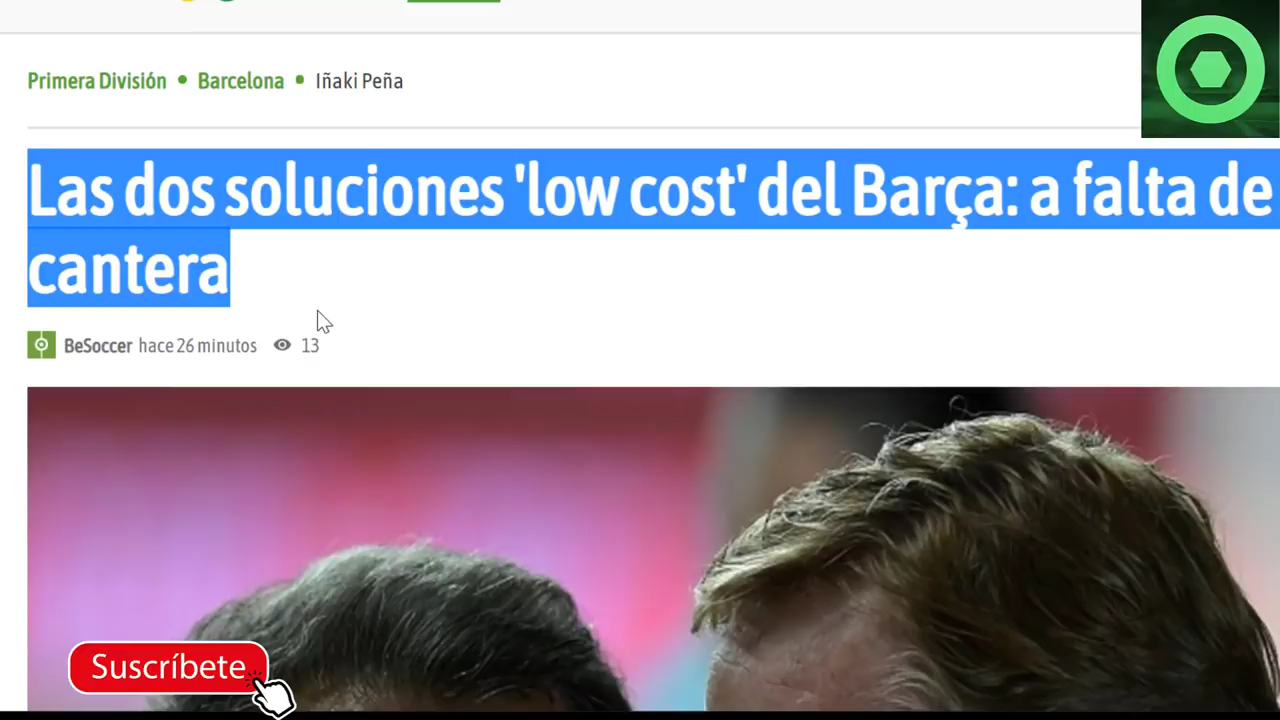 Primera División • Barcelona • Iñaki Peña
Las dos soluciones 'low cost' del Barça: a falta de
cantera
BeSoccer hace 26 minutos 13
Suscríbete